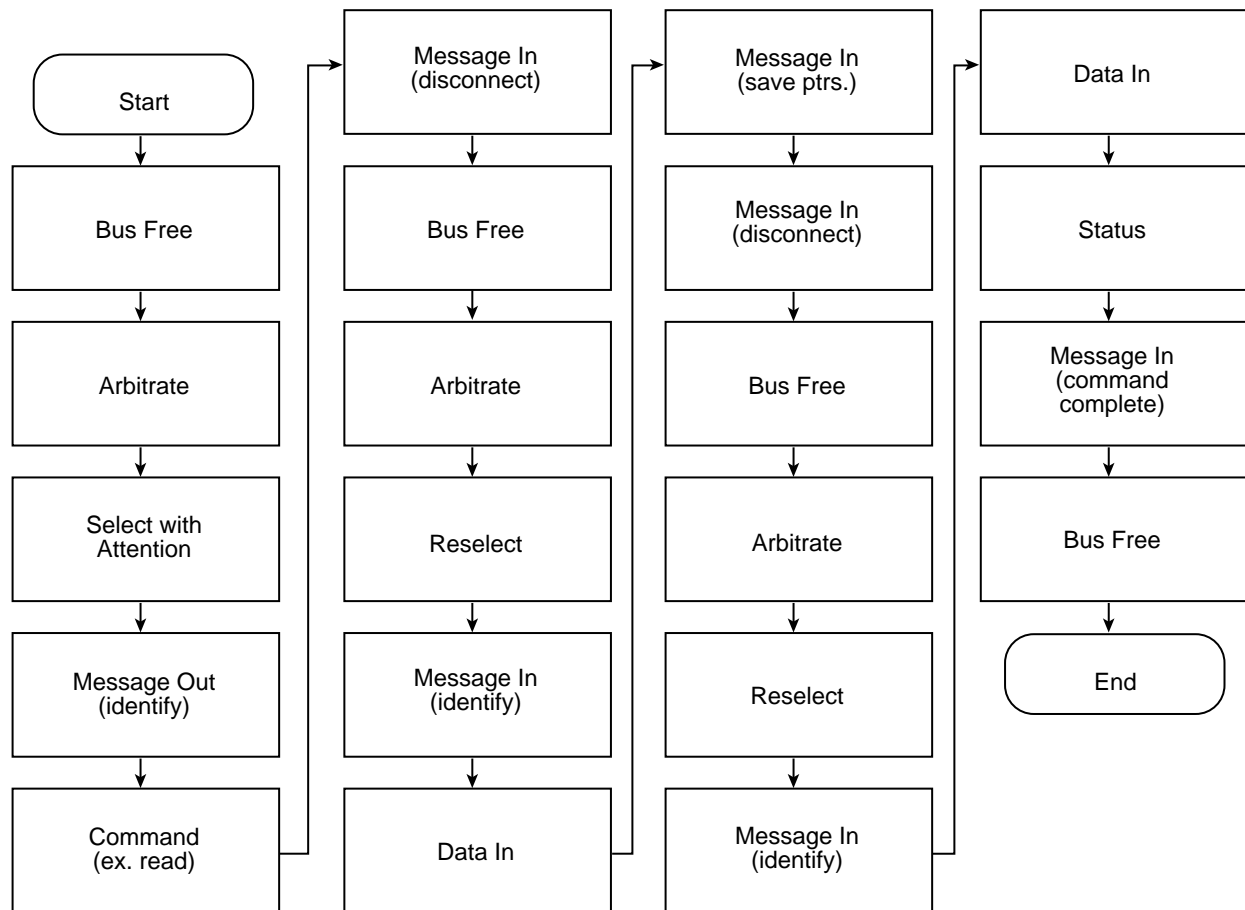 Start
Bus Free
Arbitrate
Select with
Attention
Message Out
(identify)
Command
(ex. read)
Message In
(disconnect)
Bus Free
Arbitrate
Reselect
Message In
(identify)
Data In
Message In
(save ptrs.)
Message In
(disconnect)
Bus Free
Arbitrate
Reselect
Message In
(identify)
Data In
Status
Message In
(command
complete)
Bus Free
End